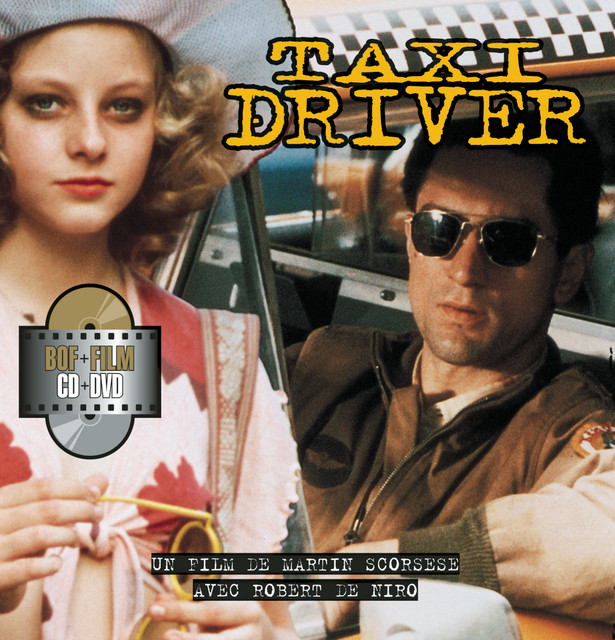 TAXI
DRIVER
BOF+FILM
CD+DVD
UN FILM DE MARTIN SCORSESE
AVEC ROBERT DE NIRO